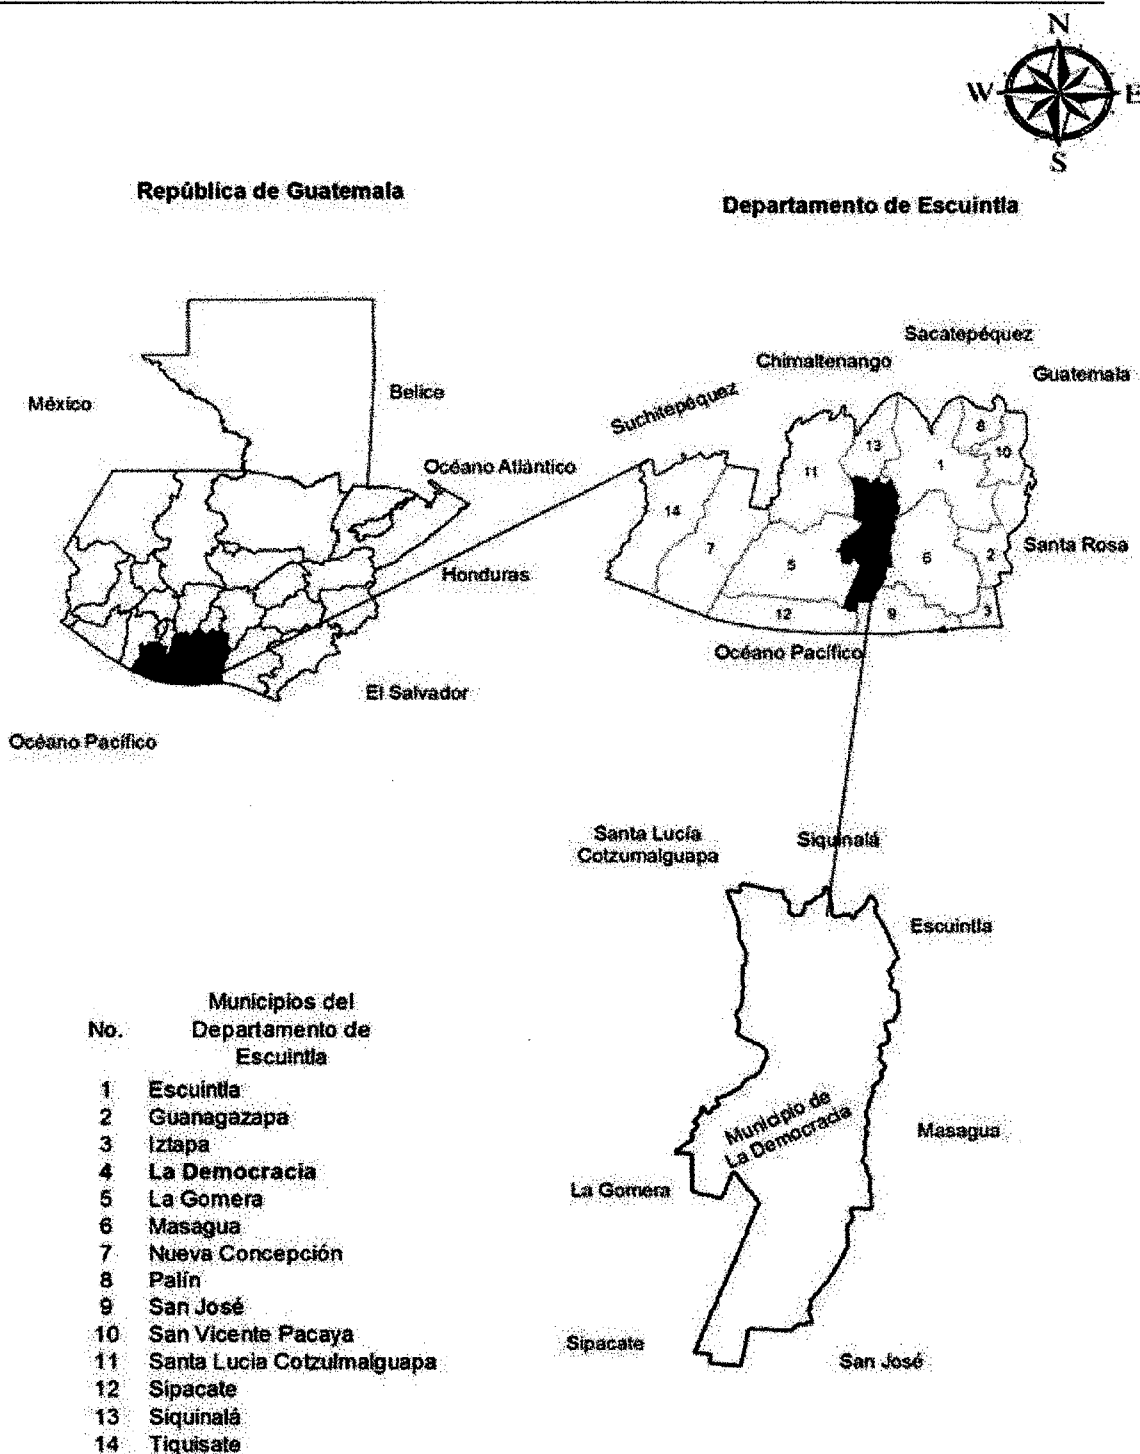 N
W E
S
República de Guatemala
Departamento de Escuintla
Sacatepéquez
Chimaltenango
Guatemala
Suchitepéquez
México
Belice
Océano Atlántico
Honduras
El Salvador
Océano Pacífico
Santa Rosa
Océano Pacífico
8
13
10
11
1
14
7
5
6
2
12
9
3
Santa Lucía
Cotzumalguapa
Siquinalá
Escuintla
Municipio de
La Democracia
Masagua
La Gomera
Sipacate
San José
Municipios del
No. Departamento de
Escuintla
1 Escuintla
2 Guanagazapa
3 Iztapa
4 La Democracia
5 La Gomera
6 Masagua
7 Nueva Concepción
8 Palín
9 San José
10 San Vicente Pacaya
11 Santa Lucia Cotzulmalguapa
12 Sipacate
13 Siquinalá
14 Tiquisate